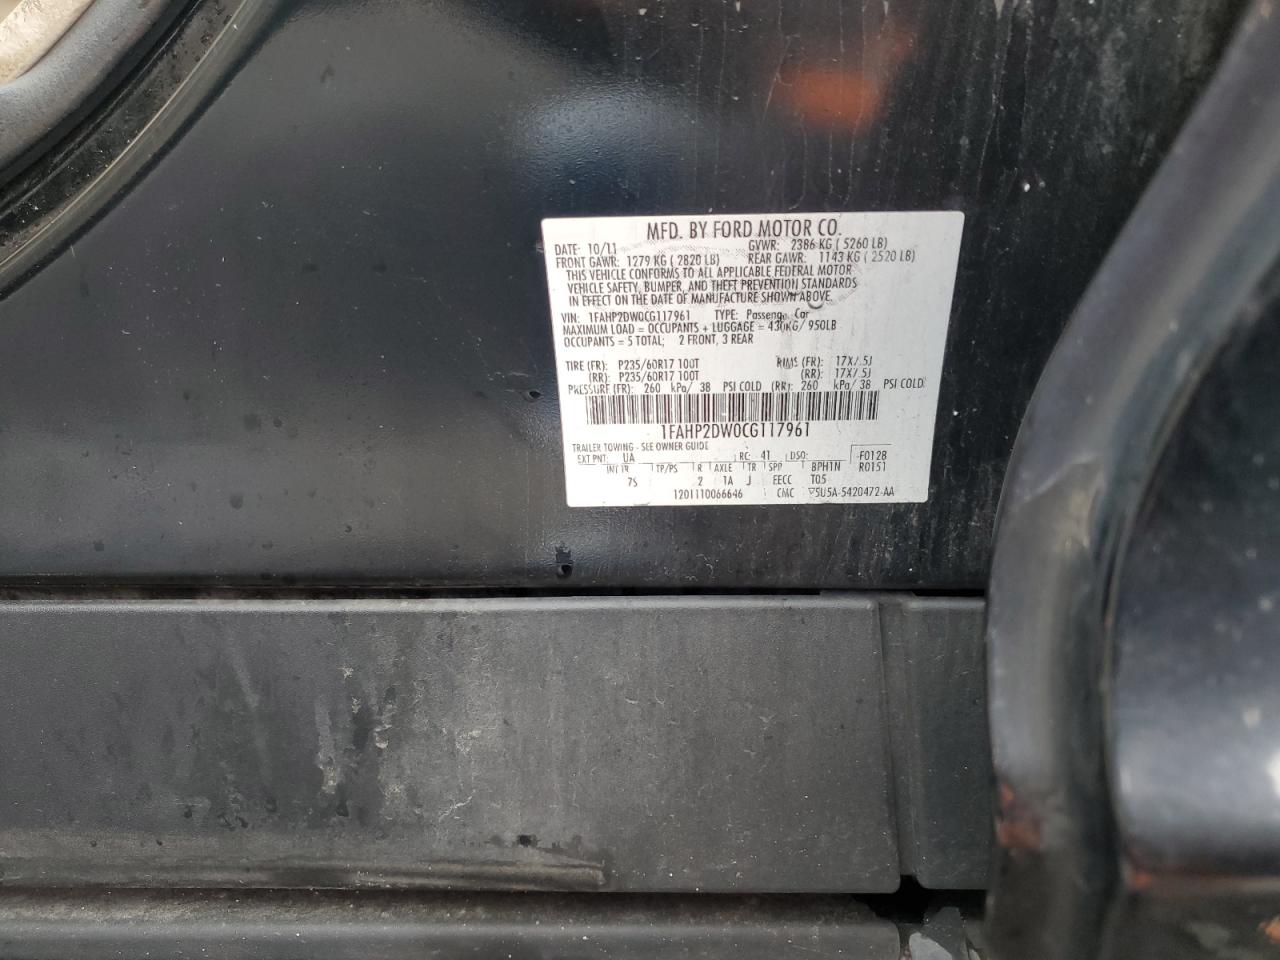 MFD. BY FORD MOTOR CO.
DATE: 10/11 GVWR: 2386 KG ( 5260 LB)
FRONT GAWR: 1279 KG ( 2820 LB) REAR GAWR: 1143 KG ( 2520 LB)
THIS VEHICLE CONFORMS TO ALL APPLICABLE FEDERAL MOTOR
VEHICLE SAFETY, BUMPER, AND THEFT PREVENTION STANDARDS
IN EFFECT ON THE DATE OF MANUFACTURE SHOWN ABOVE.
VIN: 1FAHP2DW0CG117961 TYPE: Passenger Car
MAXIMUM LOAD = OCCUPANTS + LUGGAGE = 430KG/ 950LB
OCCUPANTS = 5 TOTAL; 2 FRONT, 3 REAR
TIRE (FR): P235/60R17 100T RIMS (FR): 17X7.5J
(RR): P235/60R17 100T (RR): 17X7.5J
PRESSURE (FR): 260 kPa/ 38 PSI COLD (RR): 260 kPa/ 38 PSI COLD
1FAHP2DW0CG117961
TRAILER TOWING - SEE OWNER GUIDE
EXT PNT: UA RC: 41 DSO: F0128
INT TR TP/PS R AXLE TR SPR BPH1N R0151
7S 2 1A J EECC T05
1201110066646 CMC 5U5A-5420472-AA